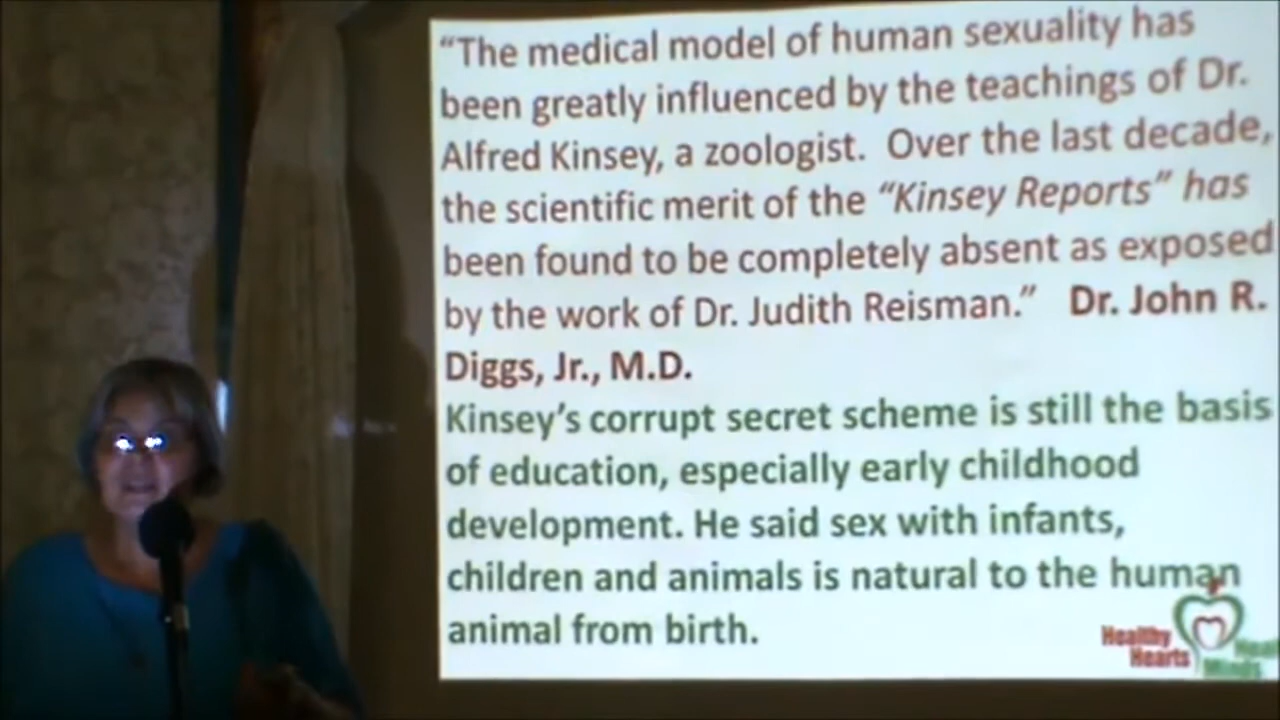 “The medical model of human sexuality has
been greatly influenced by the teachings of Dr.
Alfred Kinsey, a zoologist. Over the last decade,
the scientific merit of the “Kinsey Reports” has
been found to be completely absent as exposed
by the work of Dr. Judith Reisman.” Dr. John R.
Diggs, Jr., M.D.
Kinsey’s corrupt secret scheme is still the basis
of education, especially early childhood
development. He said sex with infants,
children and animals is natural to the human
animal from birth.
Healthy
Hearts